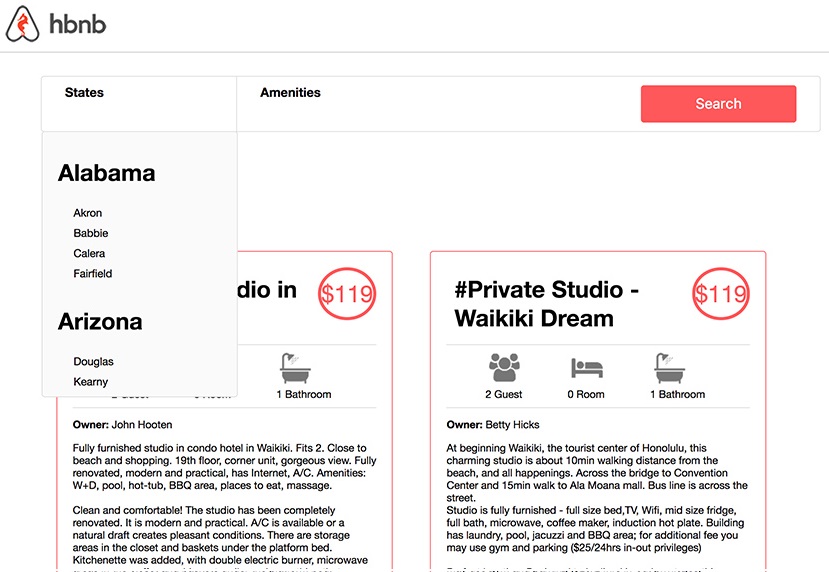 hbnb
States
Amenities
Search
Alabama
Akron
Babbie
Calera
Fairfield
Arizona
Douglas
Kearny
dio in
$119
1 Bathroom
Owner: John Hooten
Fully furnished studio in condo hotel in Waikiki. Fits 2. Close to
beach and shopping. 19th floor, corner unit, gorgeous view. Fully
renovated, modern and practical, has Internet, A/C. Amenities:
W+D, pool, hot-tub, BBQ area, places to eat, massage.
Clean and comfortable! The studio has been completely
renovated. It is modern and practical. A/C is available or a
natural draft creates pleasant conditions. There are storage
areas in the closet and baskets under the platform bed.
Kitchenette was added, with double electric burner, microwave
#Private Studio -
Waikiki Dream
$119
2 Guest
0 Room
1 Bathroom
Owner: Betty Hicks
At beginning Waikiki, the tourist center of Honolulu, this
charming studio is about 10min walking distance from the
beach, and all happenings. Across the bridge to Convention
Center and 15min walk to Ala Moana mall. Bus line is across the
street.
Studio is fully furnished - full size bed,TV, Wifi, mid size fridge,
full bath, microwave, coffee maker, induction hot plate. Building
has laundry, pool, jacuzzi and BBQ area; for additional fee you
may use gym and parking ($25/24hrs in-out privileges)